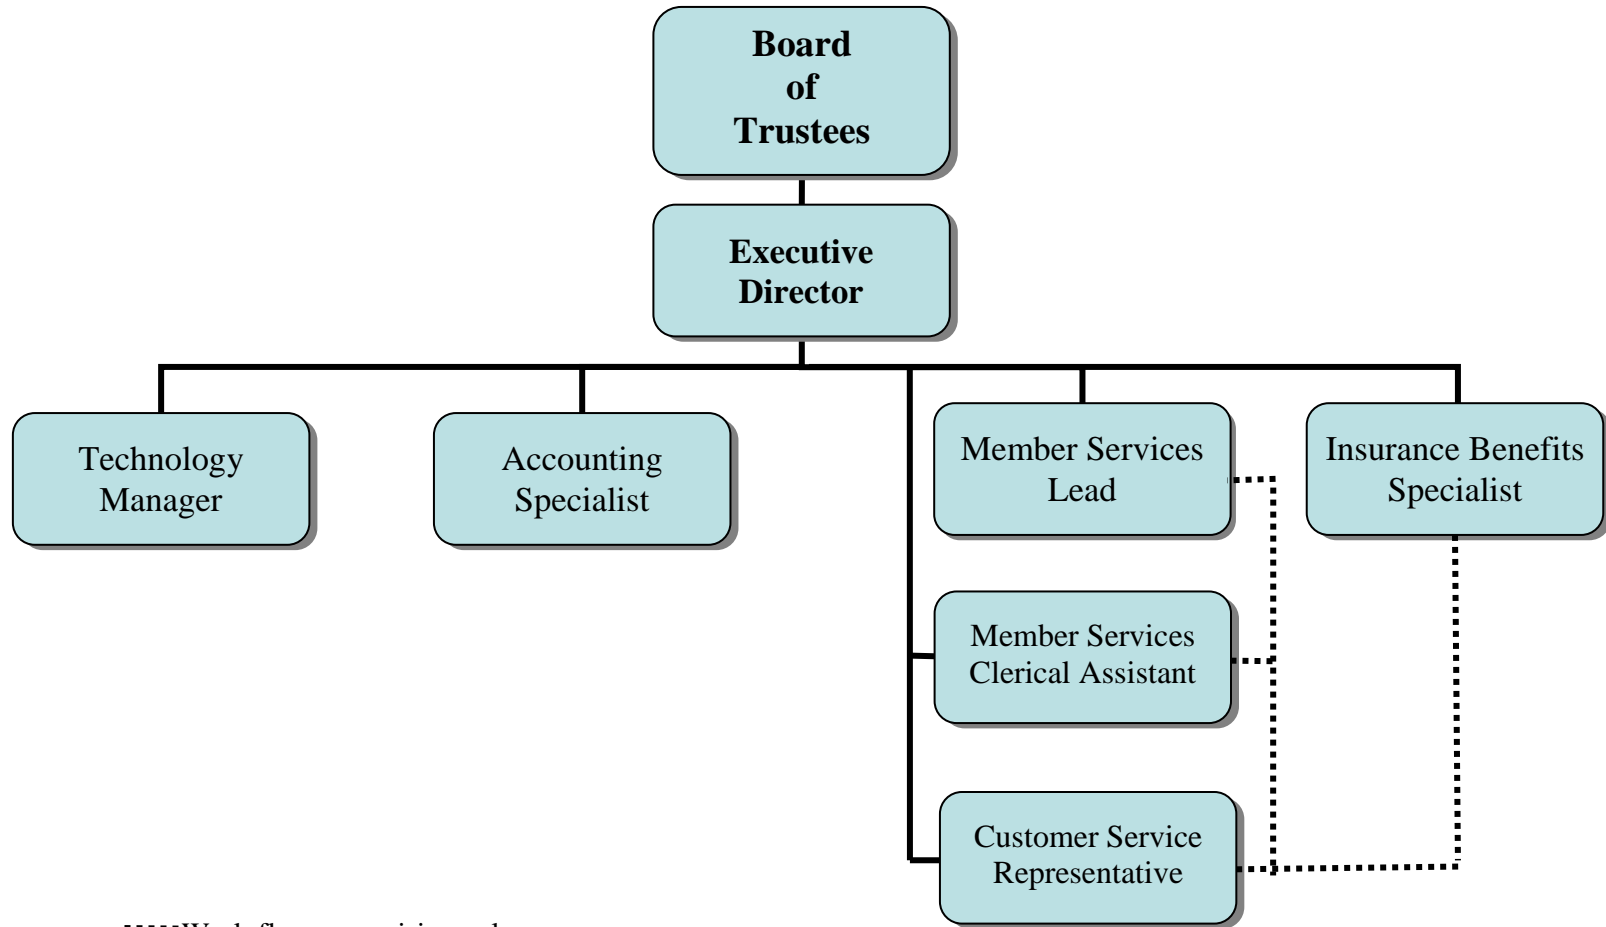 Board
of
Trustees
Executive
Director
Technology
Manager
Accounting
Specialist
Member Services
Lead
Insurance Benefits
Specialist
Member Services
Clerical Assistant
Customer Service
Representative